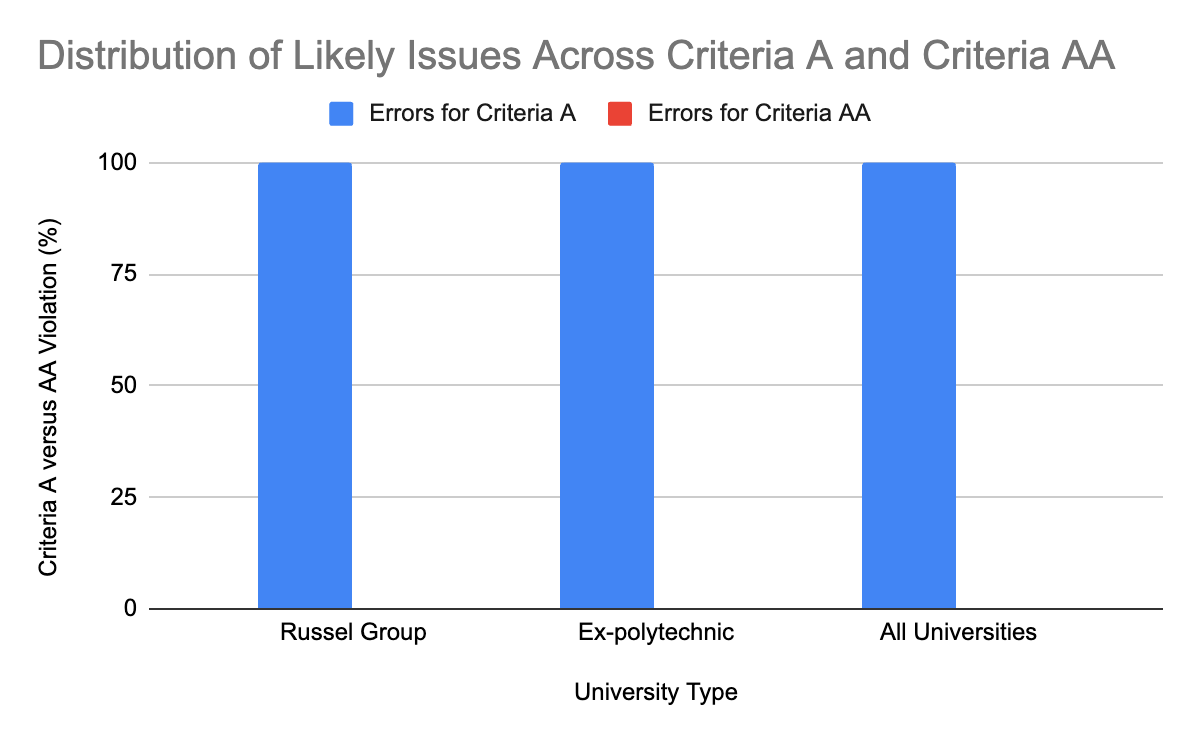 Distribution of Likely Issues Across Criteria A and Criteria AA
Errors for Criteria A
Errors for Criteria AA
Criteria A versus AA Violation (%)
100
75
50
25
0
Russel Group
Ex-polytechnic
All Universities
University Type